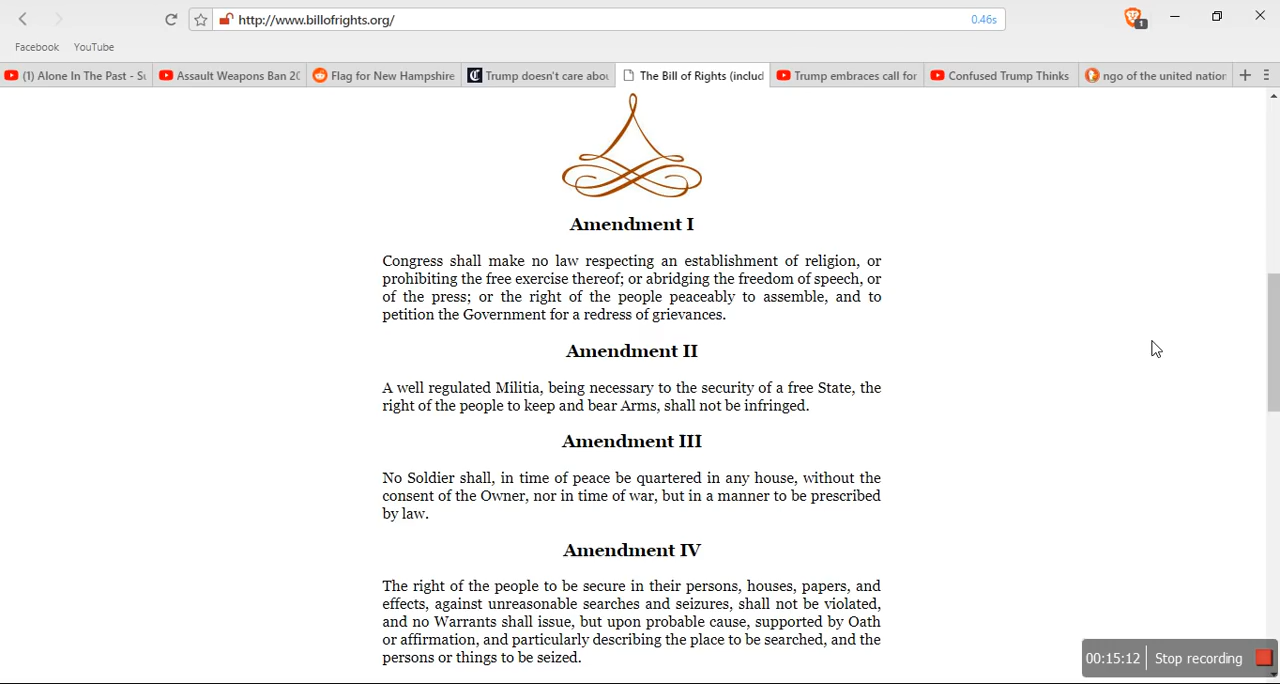 http://www.billofrights.org/
0.46s
1
Facebook
YouTube
(1) Alone In The Past - Su
Assault Weapons Ban 20
Flag for New Hampshire
Trump doesn't care abou
The Bill of Rights (includ
Trump embraces call for
Confused Trump Thinks
ngo of the united nation
Amendment I
Congress shall make no law respecting an establishment of religion, or
prohibiting the free exercise thereof; or abridging the freedom of speech, or
of the press; or the right of the people peaceably to assemble, and to
petition the Government for a redress of grievances.
Amendment II
A well regulated Militia, being necessary to the security of a free State, the
right of the people to keep and bear Arms, shall not be infringed.
Amendment III
No Soldier shall, in time of peace be quartered in any house, without the
consent of the Owner, nor in time of war, but in a manner to be prescribed
by law.
Amendment IV
The right of the people to be secure in their persons, houses, papers, and
effects, against unreasonable searches and seizures, shall not be violated,
and no Warrants shall issue, but upon probable cause, supported by Oath
or affirmation, and particularly describing the place to be searched, and the
persons or things to be seized.
00:15:12 Stop recording